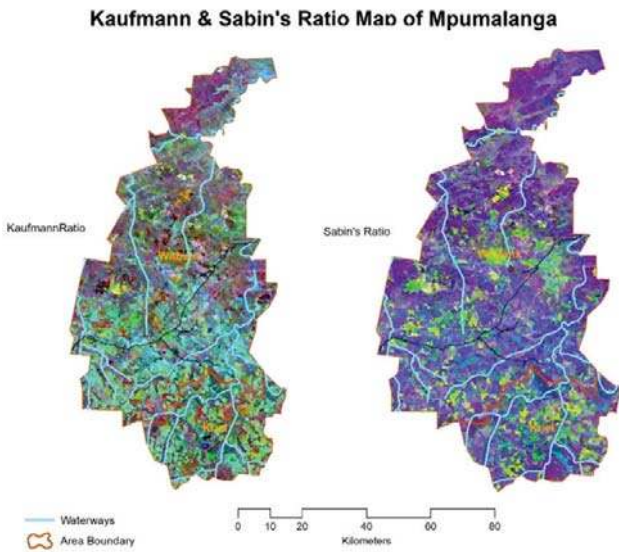 Kaufmann & Sabin's Ratio Map of Mpumalanga
KaufmannRatio
Sabin's Ratio
Waterways
Area Boundary
0 10 20 40 60 80
Kilometers